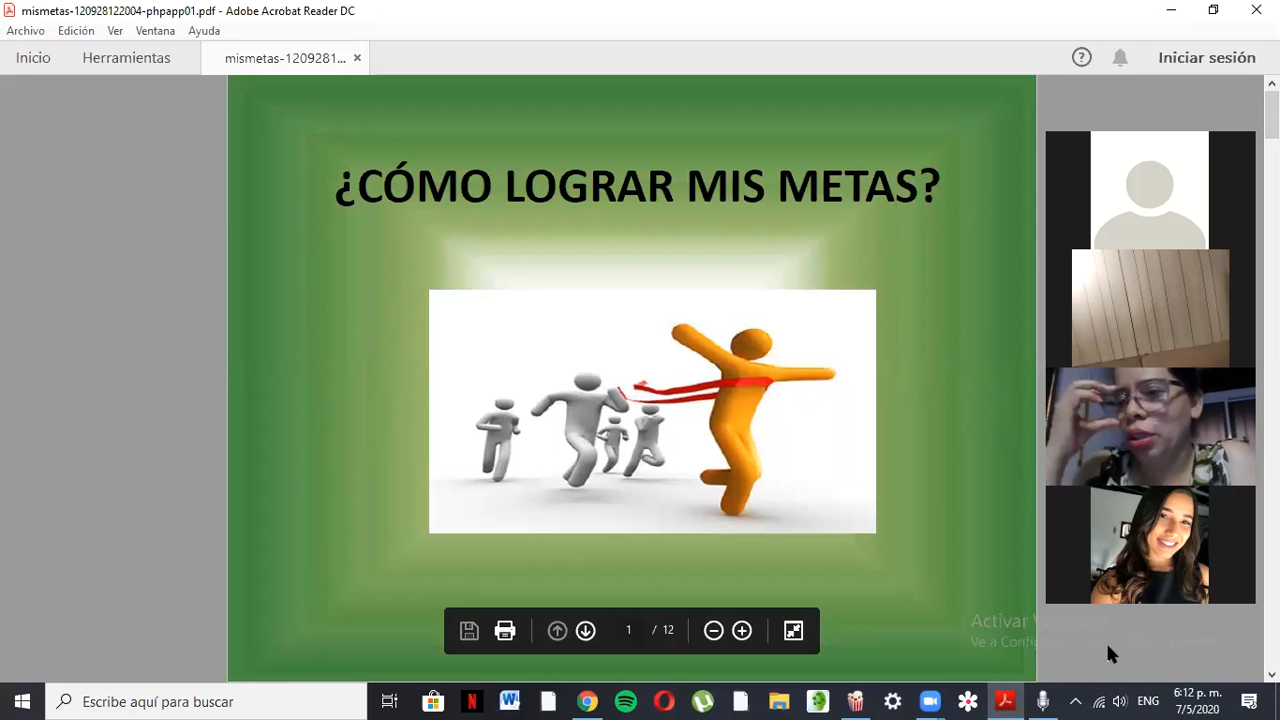 mismetas-120928122004-phpapp01.pdf - Adobe Acrobat Reader DC
Archivo Edición Ver Ventana Ayuda
Inicio Herramientas mismetas-1209281... × Iniciar sesión
¿CÓMO LOGRAR MIS METAS?
1 / 12
Activar
Ve a
Escribe aquí para buscar
ENG
6:12 p. m.
7/5/2020